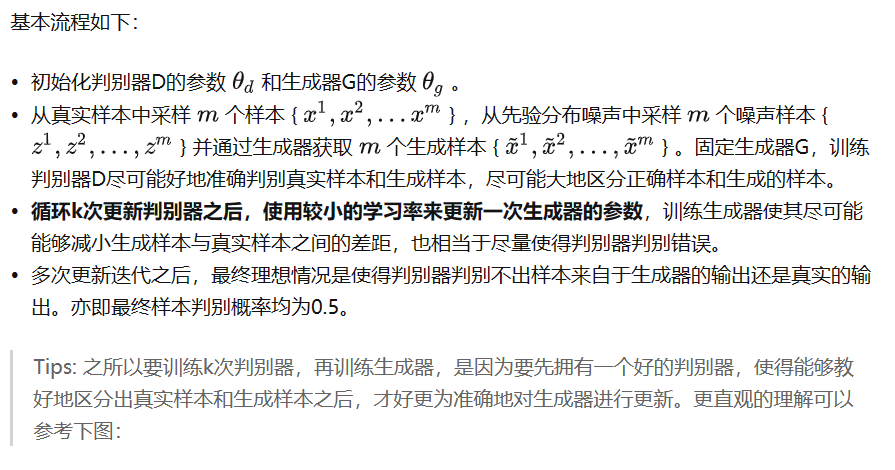 基本流程如下：
• 初始化判别器D的参数 θ_d 和生成器G的参数 θ_g 。
• 从真实样本中采样 m 个样本 { x^1, x^2, … x^m } ，从先验分布噪声中采样 m 个噪声样本 {
z^1, z^2, …, z^m } 并通过生成器获取 m 个生成样本 { x̃^1, x̃^2, …, x̃^m } 。固定生成器G，训练
判别器D尽可能好地准确判别真实样本和生成样本，尽可能大地区分正确样本和生成的样本。
• 循环k次更新判别器之后，使用较小的学习率来更新一次生成器的参数，训练生成器使其尽可能
能够减小生成样本与真实样本之间的差距，也相当于尽量使得判别器判别错误。
• 多次更新迭代之后，最终理想情况是使得判别器判别不出样本来自于生成器的输出还是真实的输
出。亦即最终样本判别概率均为0.5。
Tips: 之所以要训练k次判别器，再训练生成器，是因为要先拥有一个好的判别器，使得能够教
好地区分出真实样本和生成样本之后，才好更为准确地对生成器进行更新。更直观的理解可以
参考下图：